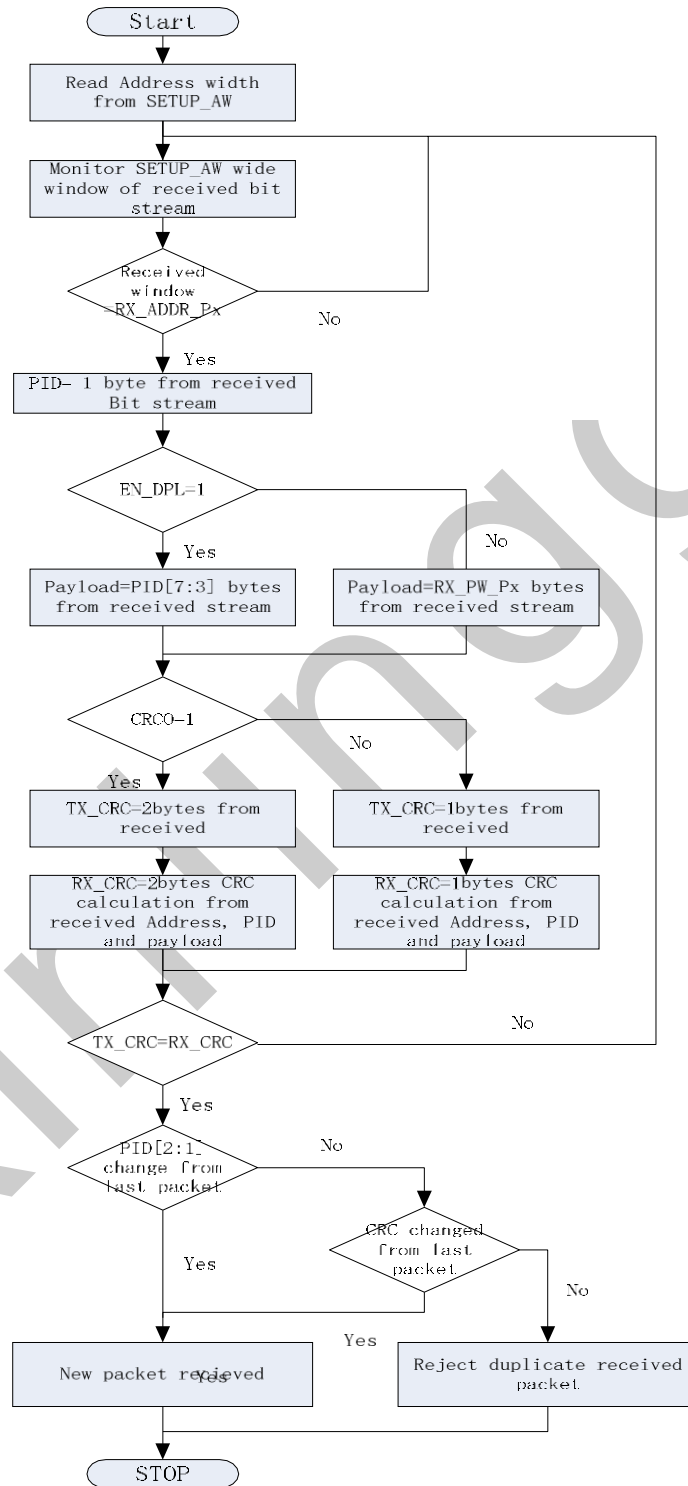 Start
Read Address width
from SETUP_AW
Monitor SETUP_AW wide
window of received bit
stream
Received
window
=RX_ADDR_Px
No
Yes
PID- 1 byte from received
Bit stream
EN_DPL=1
No
Yes
Payload=PID[7:3] bytes
from received stream
Payload=RX_PW_Px bytes
from received stream
CRCO-1
No
Yes
TX_CRC=2bytes from
received
TX_CRC=1bytes from
received
RX_CRC=2bytes CRC
calculation from
received Address, PID
and payload
RX_CRC=1bytes CRC
calculation from
received Address, PID
and payload
No
TX_CRC=RX_CRC
Yes
PID[2:1]
change from
last packet
No
CRC changed
from last
packet
Yes
No
Yes
New packet recieved
Yes
Reject duplicate received
packet
STOP